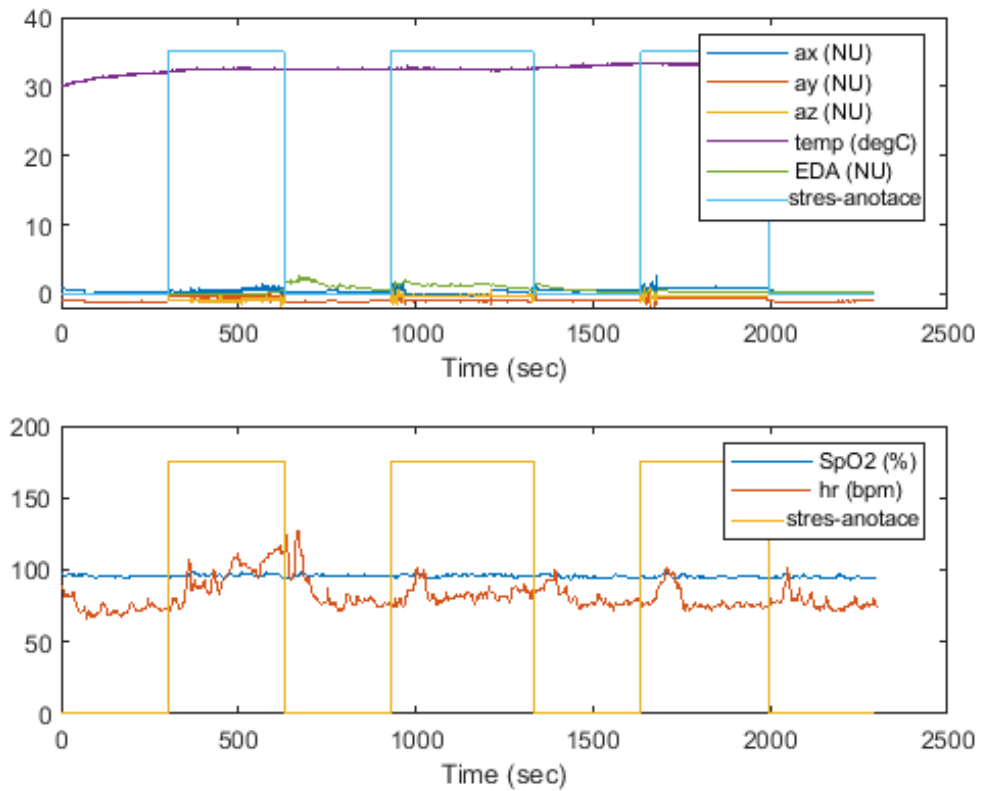 40
30
20
10
0
ax (NU)
ay (NU)
az (NU)
temp (degC)
EDA (NU)
stres-anotace
0 500 1000 1500 2000 2500
Time (sec)
200
150
100
50
0
SpO2 (%)
hr (bpm)
stres-anotace
0 500 1000 1500 2000 2500
Time (sec)